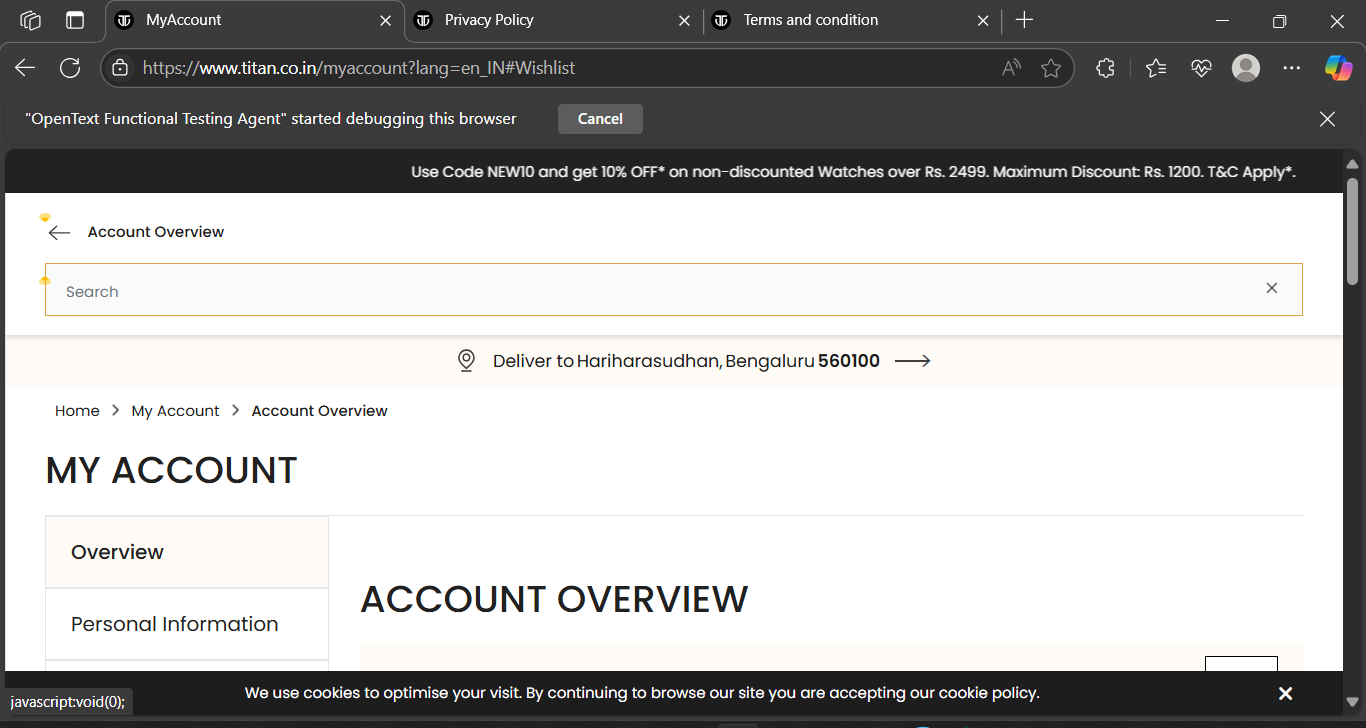 MyAccount
Privacy Policy
Terms and condition
https://www.titan.co.in/myaccount?lang=en_IN#Wishlist
"OpenText Functional Testing Agent" started debugging this browser
Cancel
Use Code NEW10 and get 10% OFF* on non-discounted Watches over Rs. 2499. Maximum Discount: Rs. 1200. T&C Apply*.
Account Overview
Search
Deliver to Hariharasudhan, Bengaluru 560100
Home > My Account > Account Overview
MY ACCOUNT
Overview
ACCOUNT OVERVIEW
Personal Information
We use cookies to optimise your visit. By continuing to browse our site you are accepting our cookie policy.
javascript:void(0);